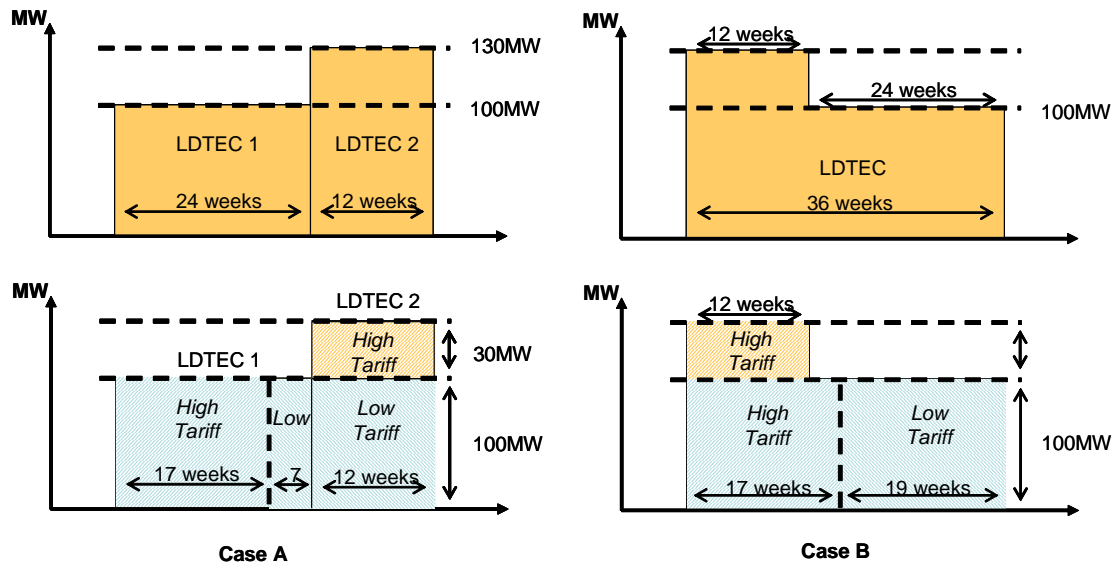 MW
130MW
100MW
LDTEC 1
LDTEC 2
24 weeks
12 weeks
MW
12 weeks
24 weeks
100MW
LDTEC
36 weeks
MW
LDTEC 2
High
Tariff
30MW
LDTEC 1
High
Tariff
Low
Low
Tariff
100MW
17 weeks
7
12 weeks
Case A
MW
12 weeks
High
Tariff
High
Tariff
Low
Tariff
100MW
17 weeks
19 weeks
Case B